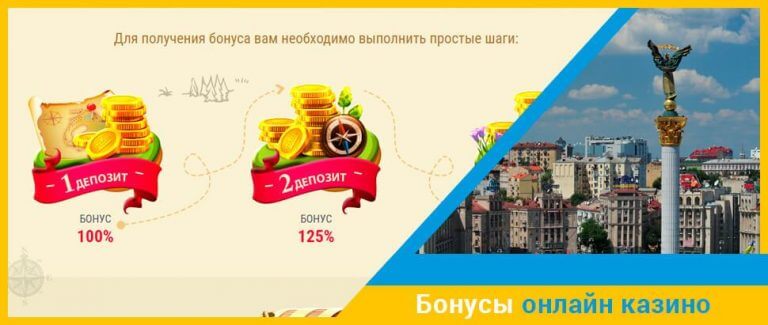 Для получения бонуса вам необходимо выполнить простые шаги:
1 ДЕПОЗИТ
БОНУС
100%
2 ДЕПОЗИТ
БОНУС
125%
Бонусы онлайн казино